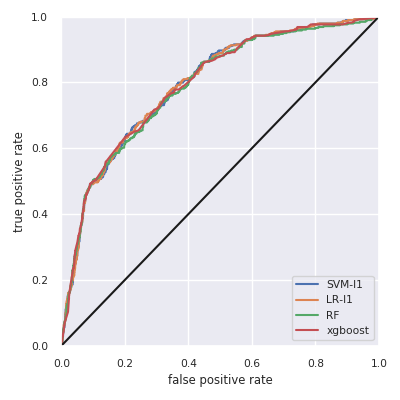 1.0
0.8
0.6
0.4
0.2
0.0
true positive rate
0.0 0.2 0.4 0.6 0.8 1.0
false positive rate
SVM-l1
LR-l1
RF
xgboost